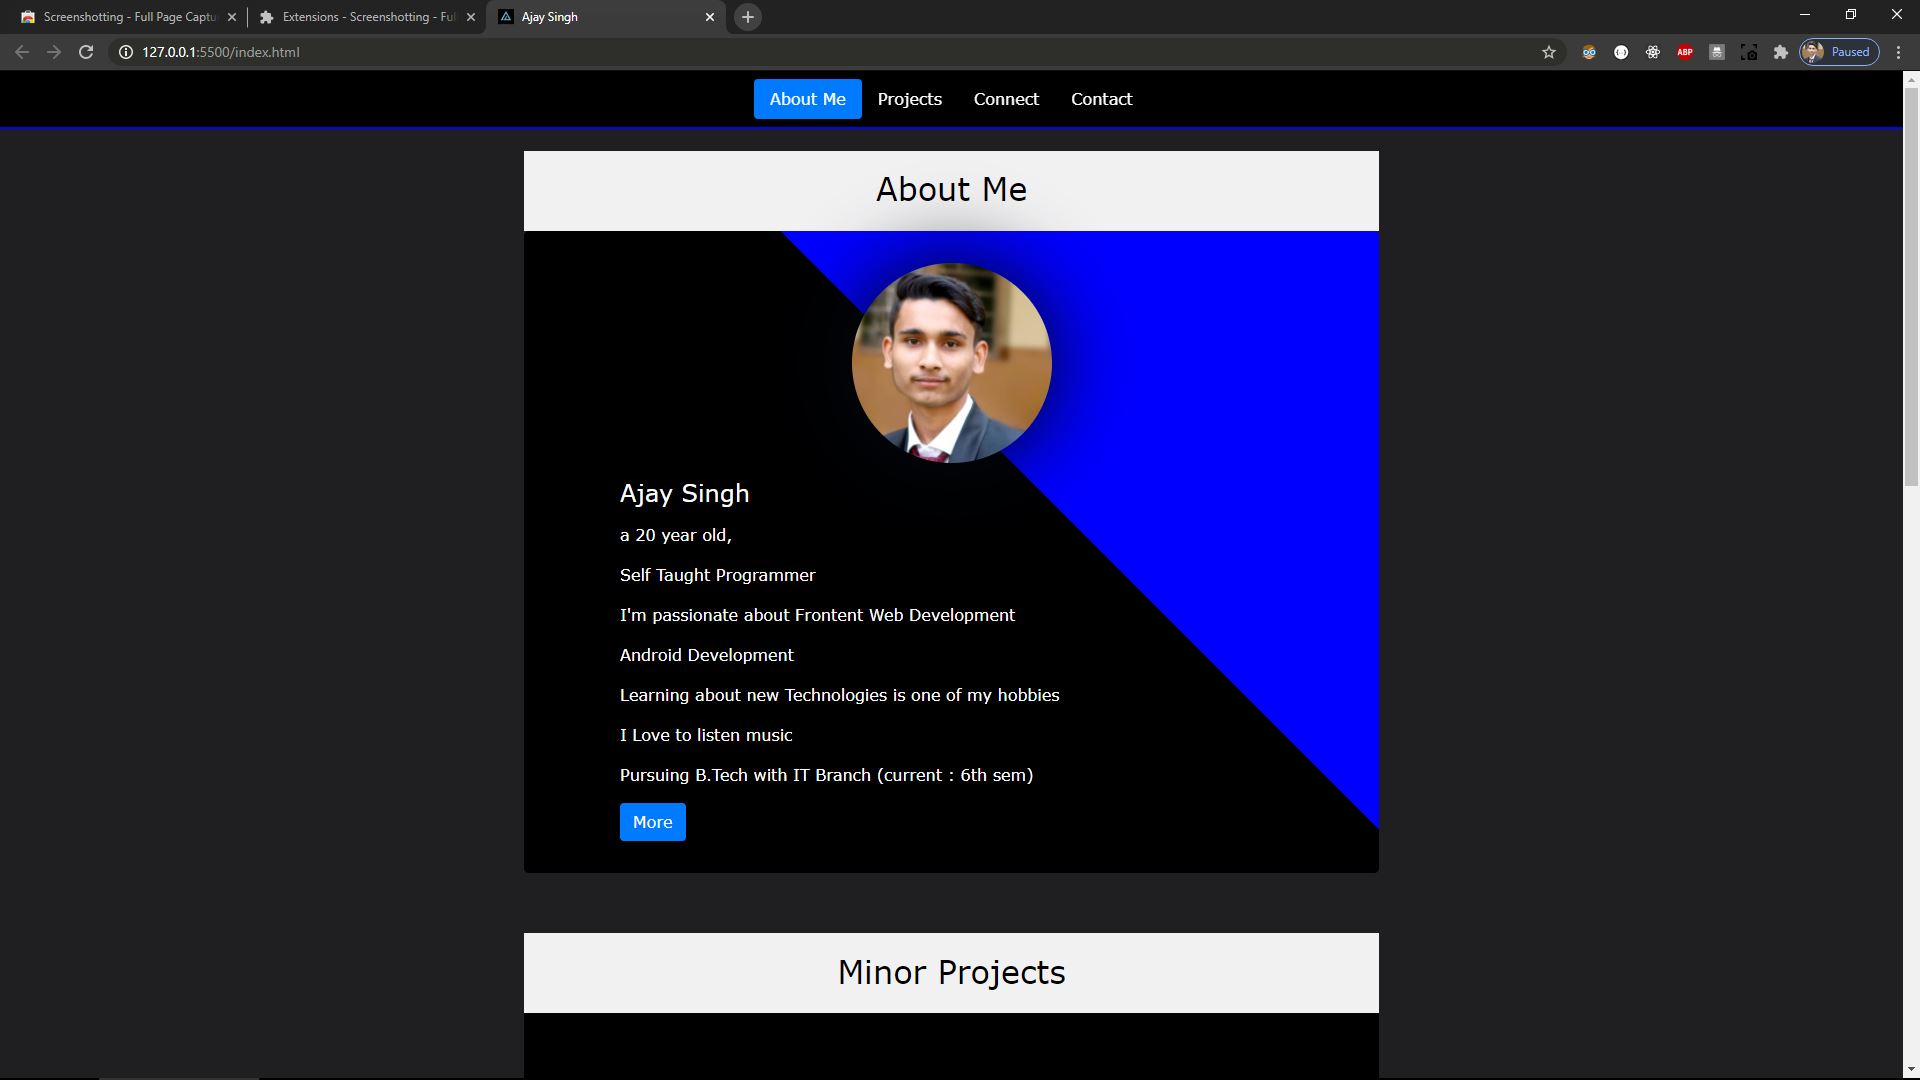 Screenshotting - Full Page Captu
Extensions - Screenshotting - Ful
Ajay Singh
127.0.0.1:5500/index.html
ABP
Paused
About Me
Projects
Connect
Contact
About Me
Ajay Singh
a 20 year old,
Self Taught Programmer
I'm passionate about Frontent Web Development
Android Development
Learning about new Technologies is one of my hobbies
I Love to listen music
Pursuing B.Tech with IT Branch (current : 6th sem)
More
Minor Projects